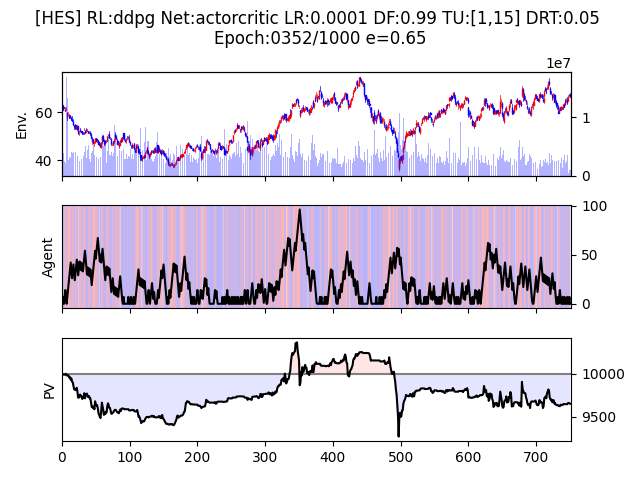 [HES] RL:ddpg Net:actorcritic LR:0.0001 DF:0.99 TU:[1,15] DRT:0.05
Epoch:0352/1000 e=0.65
1e7
Env.
60
40
1
0
Agent
100
50
0
PV
10000
9500
0 100 200 300 400 500 600 700